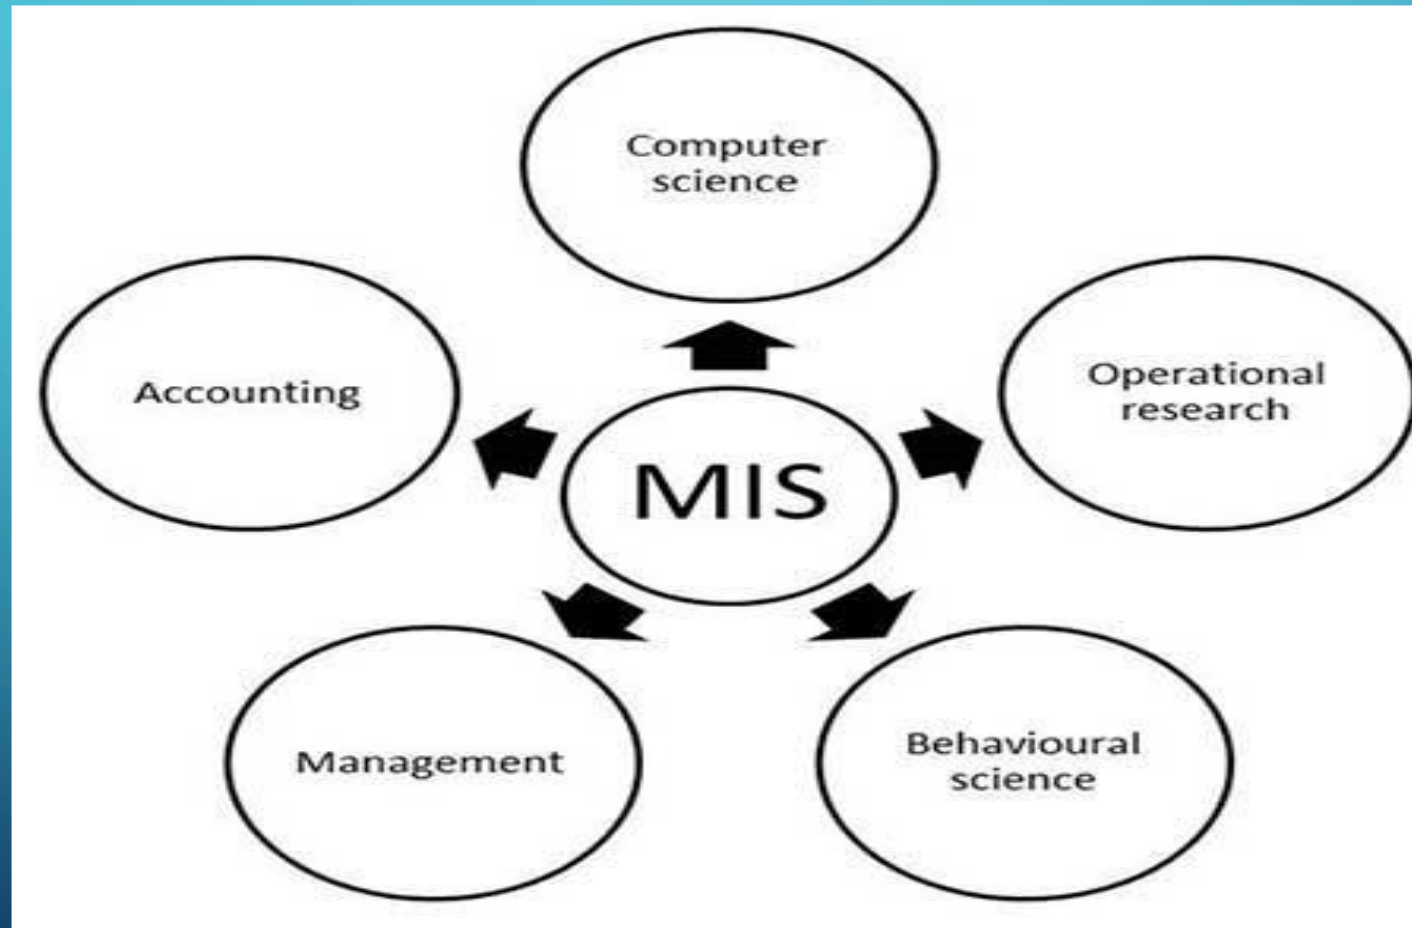 Computer
science
Accounting
Operational
research
MIS
Management
Behavioural
science